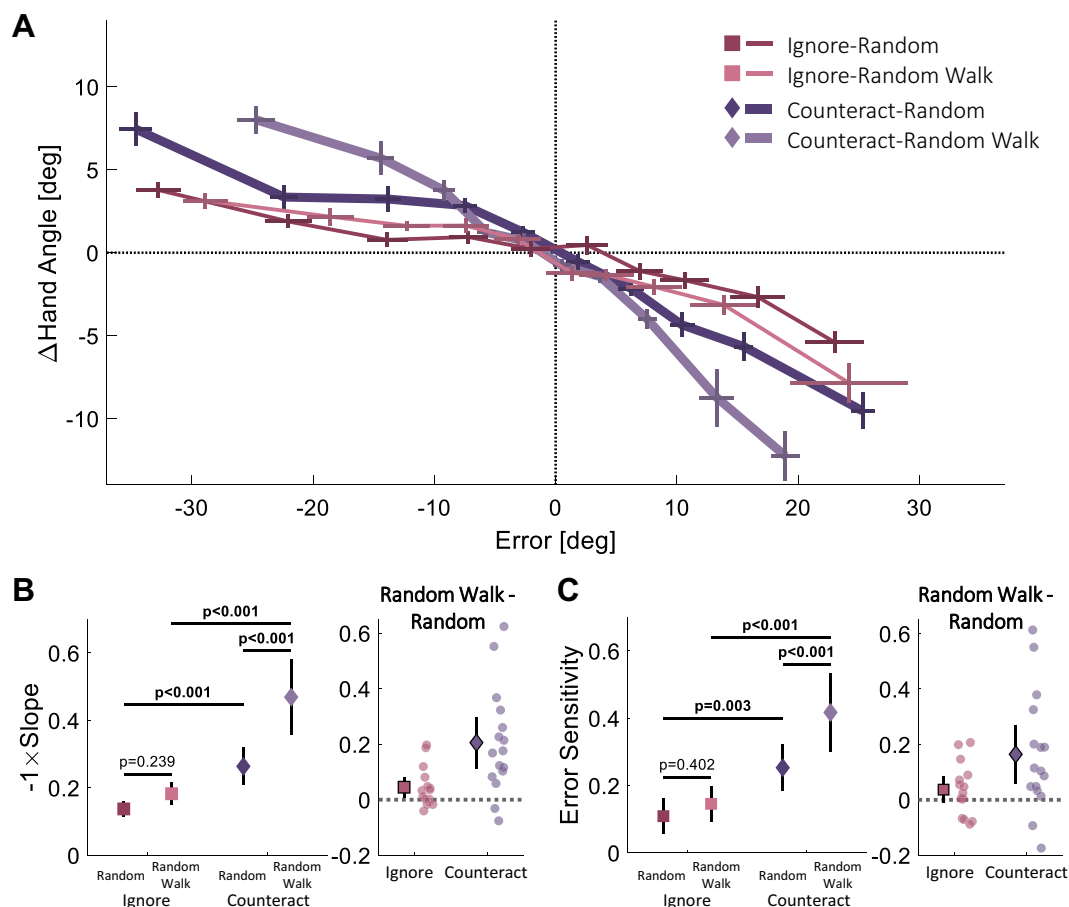 A
Ignore-Random
Ignore-Random Walk
Counteract-Random
Counteract-Random Walk
10
5
0
-5
-10
ΔHand Angle [deg]
-30
-20
-10
0
10
20
30
Error [deg]
B
p<0.001
p<0.001
p<0.001
p=0.239
0.6
0.4
0.2
0
-1×Slope
Random
Random Walk
Random
Random Walk
Ignore
Counteract
Random Walk -
Random
0.6
0.4
0.2
0
-0.2
Ignore
Counteract
C
p<0.001
p<0.001
p=0.003
p=0.402
0.6
0.4
0.2
0
Error Sensitivity
Random
Random Walk
Random
Random Walk
Ignore
Counteract
Random Walk -
Random
0.6
0.4
0.2
0
-0.2
Ignore
Counteract